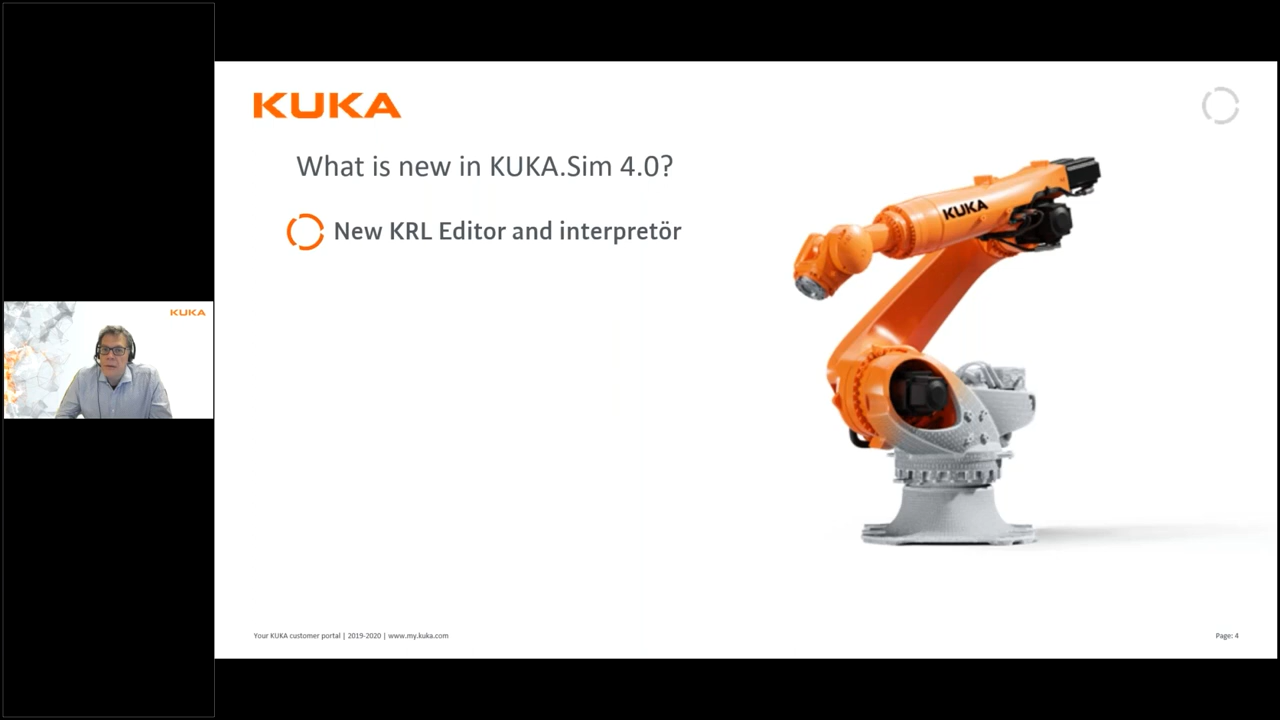 KUKA
What is new in KUKA.Sim 4.0?
New KRL Editor and interpretör
KUKA
KUKA
Your KUKA customer portal | 2019-2020 | www.my.kuka.com
Page: 4